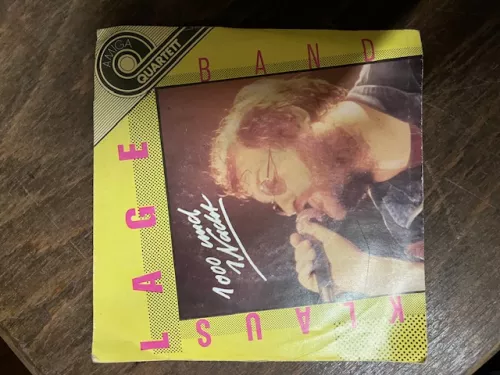 AMIGA
QUARTETT
KLAUS
LAGE
BAND
1000 und
1 Nacht